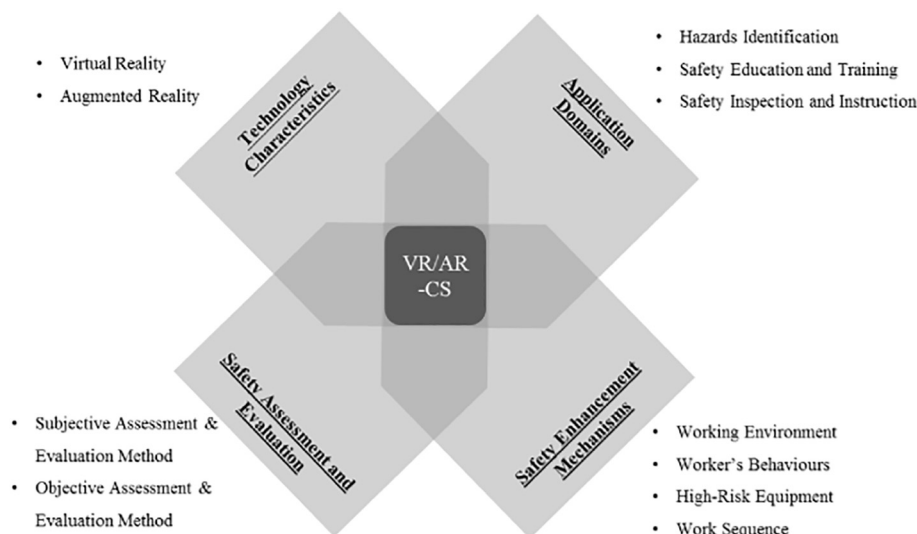 • Virtual Reality
• Augmented Reality
Technology
Characteristics
• Hazards Identification
• Safety Education and Training
• Safety Inspection and Instruction
Application
Domains
VR/AR
-CS
Safety Assessment and
Evaluation
• Subjective Assessment &
Evaluation Method
• Objective Assessment &
Evaluation Method
Safety Enhancement
Mechanisms
• Working Environment
• Worker's Behaviours
• High-Risk Equipment
• Work Sequence